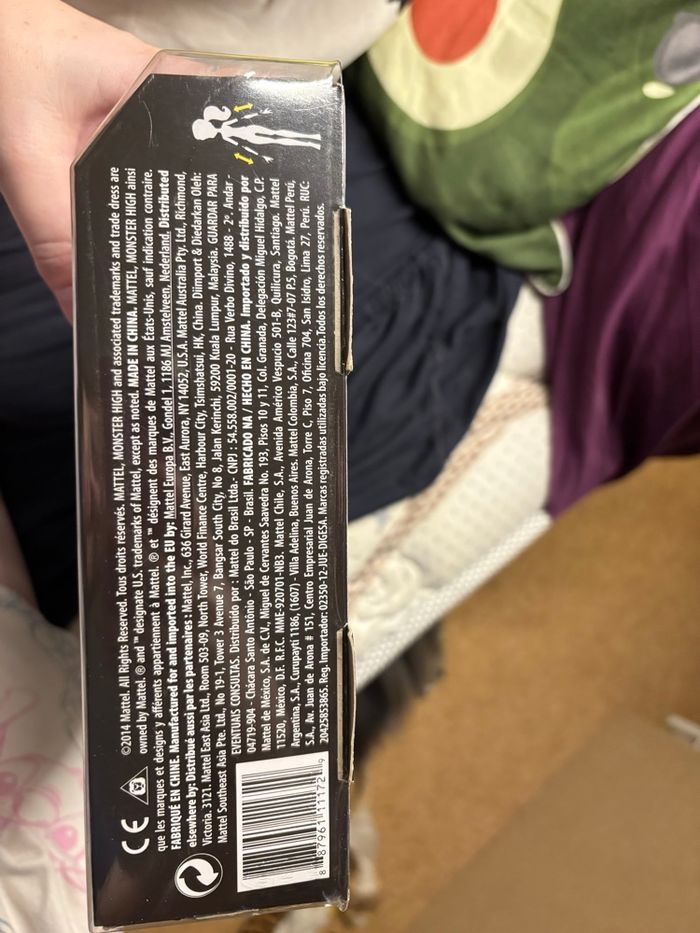 ©2014 Mattel. All Rights Reserved. Tous droits réservés. MATTEL, MONSTER HIGH and associated trademarks and trade dress are
owned by Mattel. ® and ™ designate U.S. trademarks of Mattel, except as noted. MADE IN CHINA. MATTEL, MONSTER HIGH ainsi
que les marques et designs y afférents appartiennent à Mattel. ® et ™ désignent des marques de Mattel aux États-Unis, sauf indication contraire.
FABRIQUÉ EN CHINE. Manufactured for and imported into the EU by: Mattel Europa B.V., Gondel 1, 1186 MJ Amstelveen, Nederland. Distributed
elsewhere by: Distribué aussi par les partenaires : Mattel, Inc., 636 Girard Avenue, East Aurora, NY 14052, U.S.A. Mattel Australia Pty., Ltd., Richmond,
Victoria. 3121. Mattel East Asia Ltd., Room 503-09, North Tower, World Finance Centre, Harbour City, Tsimshatsui, HK, China. Diimport & Diedarkan Oleh:
Mattel Southeast Asia Pte. Ltd., No 19-1, Tower 3 Avenue 7, Bangsar South City, No 8, Jalan Kerinchi, 59200 Kuala Lumpur, Malaysia. GUARDAR PARA
EVENTUAIS CONSULTAS. Distribuido por : Mattel do Brasil Ltda.- CNPJ : 54.558.002/0001-20 - Rua Verbo Divino, 1488 - 2º. Andar -
04719-904 - Chácara Santo Antônio - São Paulo - SP - Brasil. FABRICADO NA / HECHO EN CHINA. Importado y distribuido por
Mattel de México, S.A. de C.V., Miguel de Cervantes Saavedra No. 193, Pisos 10 y 11, Col. Granada, Delegación Miguel Hidalgo, C.P.
11520, México, D.F. R.F.C. MME-920701-NB3. Mattel Chile, S.A., Avenida Américo Vespucio 501-B, Quilicura, Santiago. Mattel
Argentina, S.A., Curupaytí 1186, (1607) - Villa Adelina, Buenos Aires. Mattel Colombia, S.A., Calle 123#7-07 P.5, Bogotá. Mattel Perú,
S.A., Av. Juan de Arona # 151, Centro Empresarial Juan de Arona, Torre C, Piso 7, Oficina 704, San Isidro, Lima 27, Perú. RUC:
20425853865. Reg. Importador: 02350-12-JUE-DIGESA. Marcas registradas utilizadas bajo licencia. Todos los derechos reservados.
CE
8 87961 11172 9